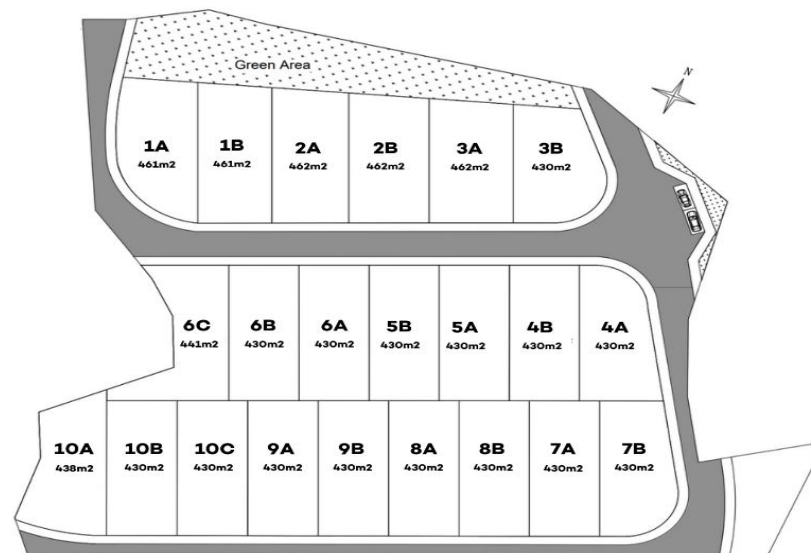 Green Area
N
1A
461m2
1B
461m2
2A
462m2
2B
462m2
3A
462m2
3B
430m2
6C
441m2
6B
430m2
6A
430m2
5B
430m2
5A
430m2
4B
430m2
4A
430m2
10A
438m2
10B
430m2
10C
430m2
9A
430m2
9B
430m2
8A
430m2
8B
430m2
7A
430m2
7B
430m2